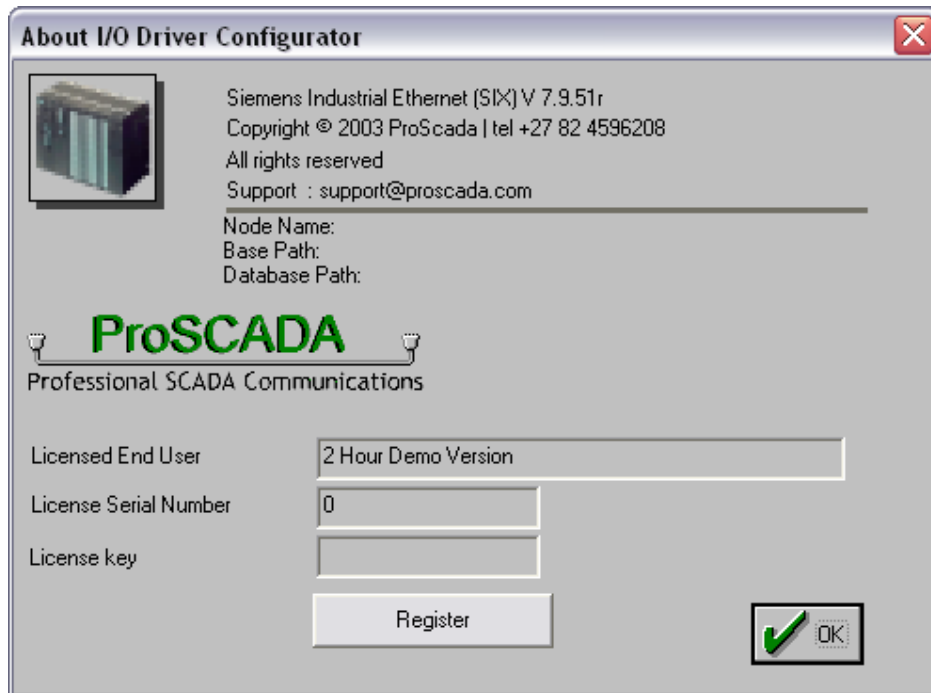 About I/O Driver Configurator
Siemens Industrial Ethernet (SIX) V 7.9.51r
Copyright © 2003 ProScada | tel +27 82 4596208
All rights reserved
Support : support@proscada.com
Node Name:
Base Path:
Database Path:
ProSCADA
Professional SCADA Communications
Licensed End User 2 Hour Demo Version
License Serial Number 0
License key
Register
OK